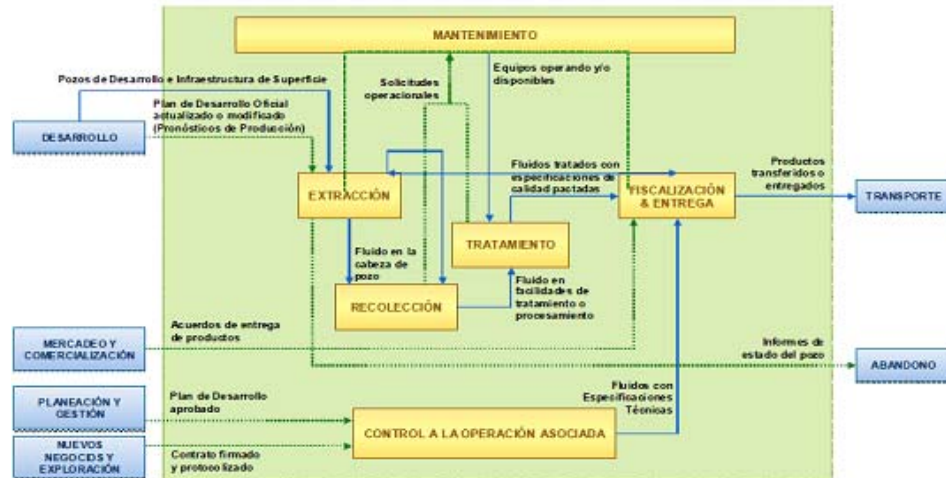 MANTENIMIENTO
Pozos de Desarrollo e Infraestructura de Superficie
Solicitudes
operacionales
Equipos operando y/o
disponibles
Plan de Desarrollo Oficial
actualizado o modificado
(Pronósticos de Producción)
DESARROLLO
Fluidos tratados con
especificaciones de
calidad pactadas
Productos
transferidos o
entregados
EXTRACCIÓN
FISCALIZACIÓN
& ENTREGA
TRANSPORTE
TRATAMIENTO
Fluido en la
cabeza de
pozo
RECOLECCIÓN
Fluido en
facilidades de
tratamiento o
procesamiento
MERCADEO Y
COMERCIALIZACIÓN
Acuerdos de entrega
de productos
Informes de
estado del pozo
ABANDONO
PLANEACIÓN Y
GESTIÓN
Plan de Desarrollo
aprobado
Fluidos con
Especificaciones
Técnicas
CONTROL A LA OPERACIÓN ASOCIADA
NUEVOS
NEGOCIOS Y
EXPLORACIÓN
Contrato firmado
y protocolizado